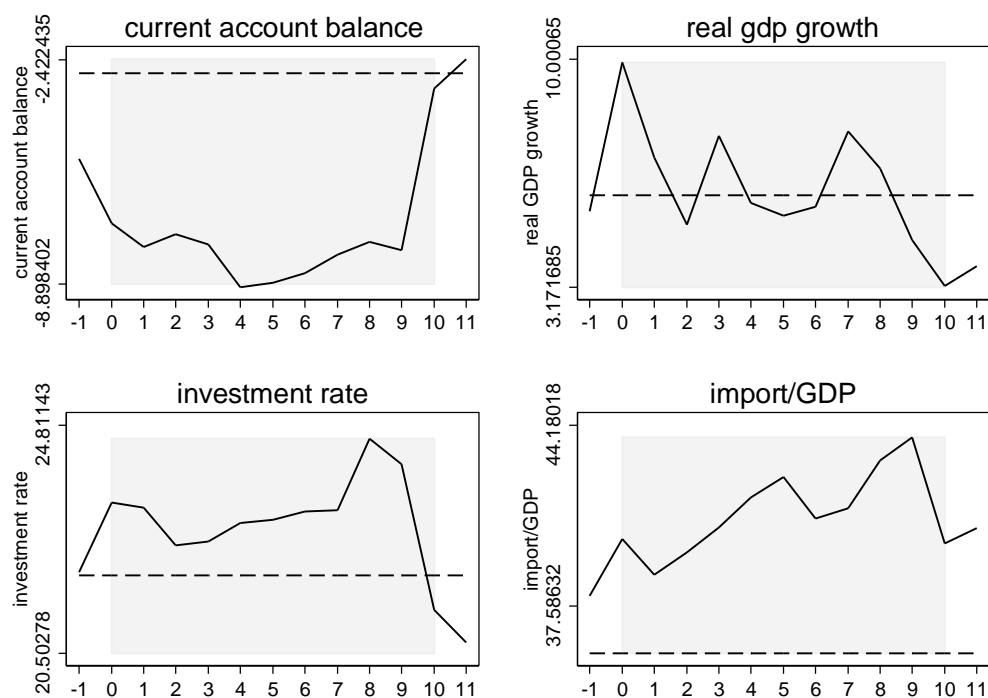 current account balance
current account balance
-2.422435
-8.898402
-1 0 1 2 3 4 5 6 7 8 9 10 11
real gdp growth
real GDP growth
10.00065
3.171685
-1 0 1 2 3 4 5 6 7 8 9 10 11
investment rate
investment rate
24.81143
20.50278
-1 0 1 2 3 4 5 6 7 8 9 10 11
import/GDP
import/GDP
44.18018
37.58632
-1 0 1 2 3 4 5 6 7 8 9 10 11